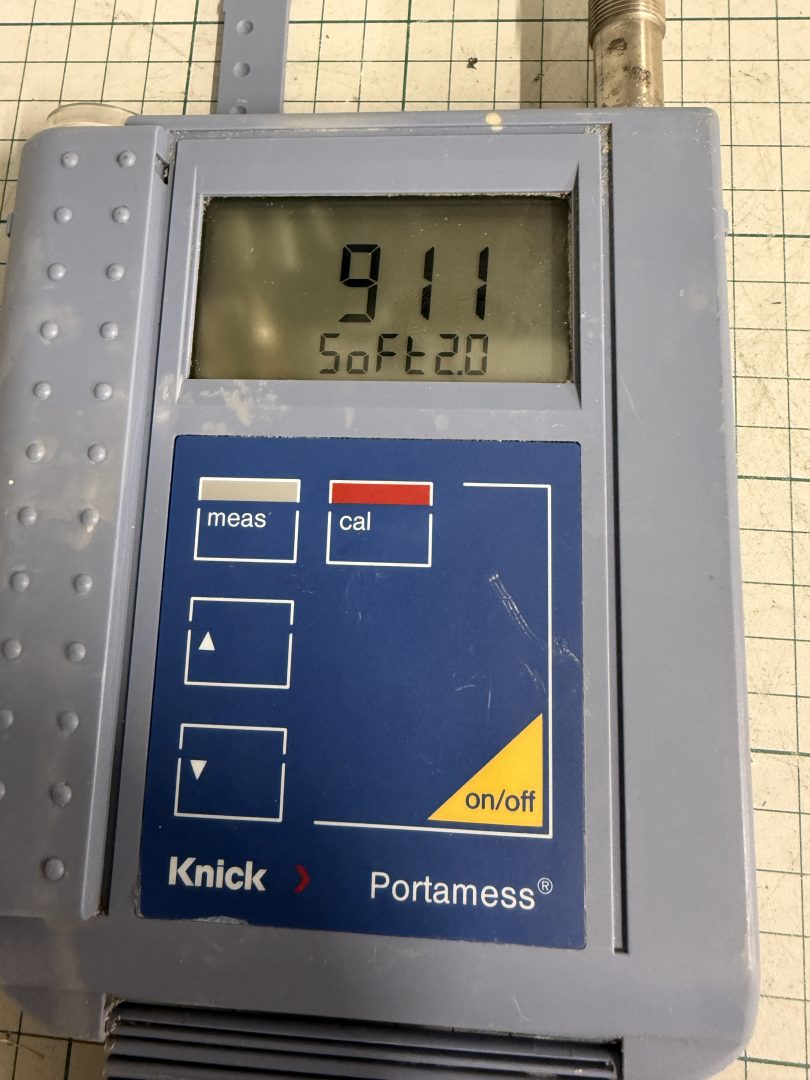 911
SoFt2.0
meas
cal
▲
▼
on/off
Knick >
Portamess®